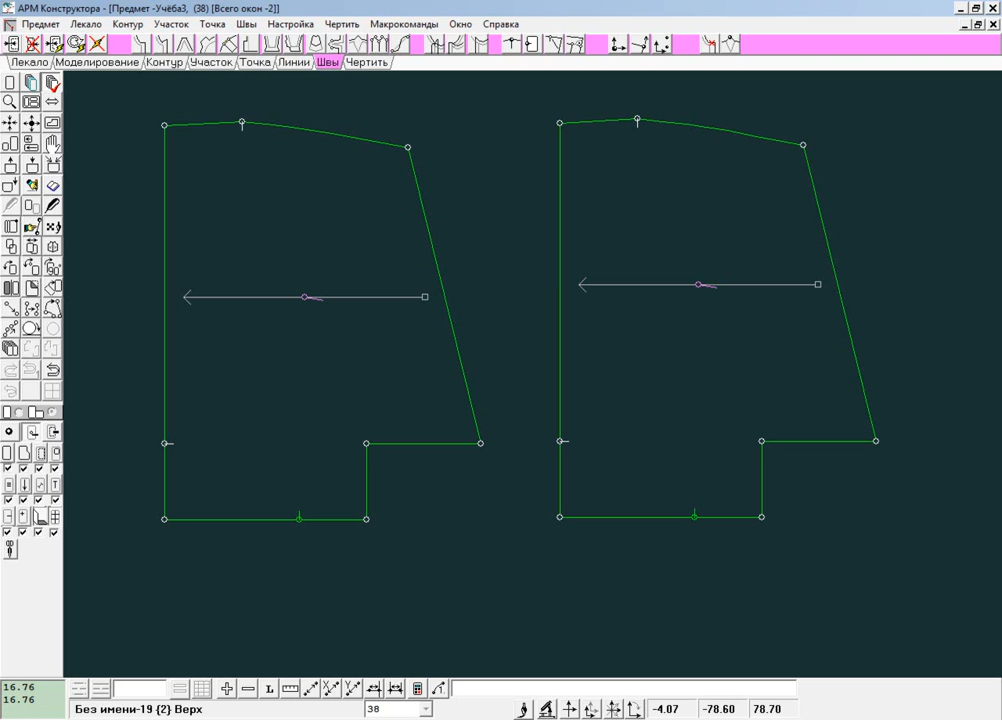 АРМ Конструктора - [Предмет -Учёба3,  (38) [Всего окон -2]]
Предмет Лекало Контур Участок Точка Швы Настройка Чертить Макрокоманды Окно Справка
Лекало Моделирование Контур Участок Точка Линии Швы Чертить
16.76
16.76
L
X Y
Без имени-19 {2} Верх 38 -4.07 -78.60 78.70